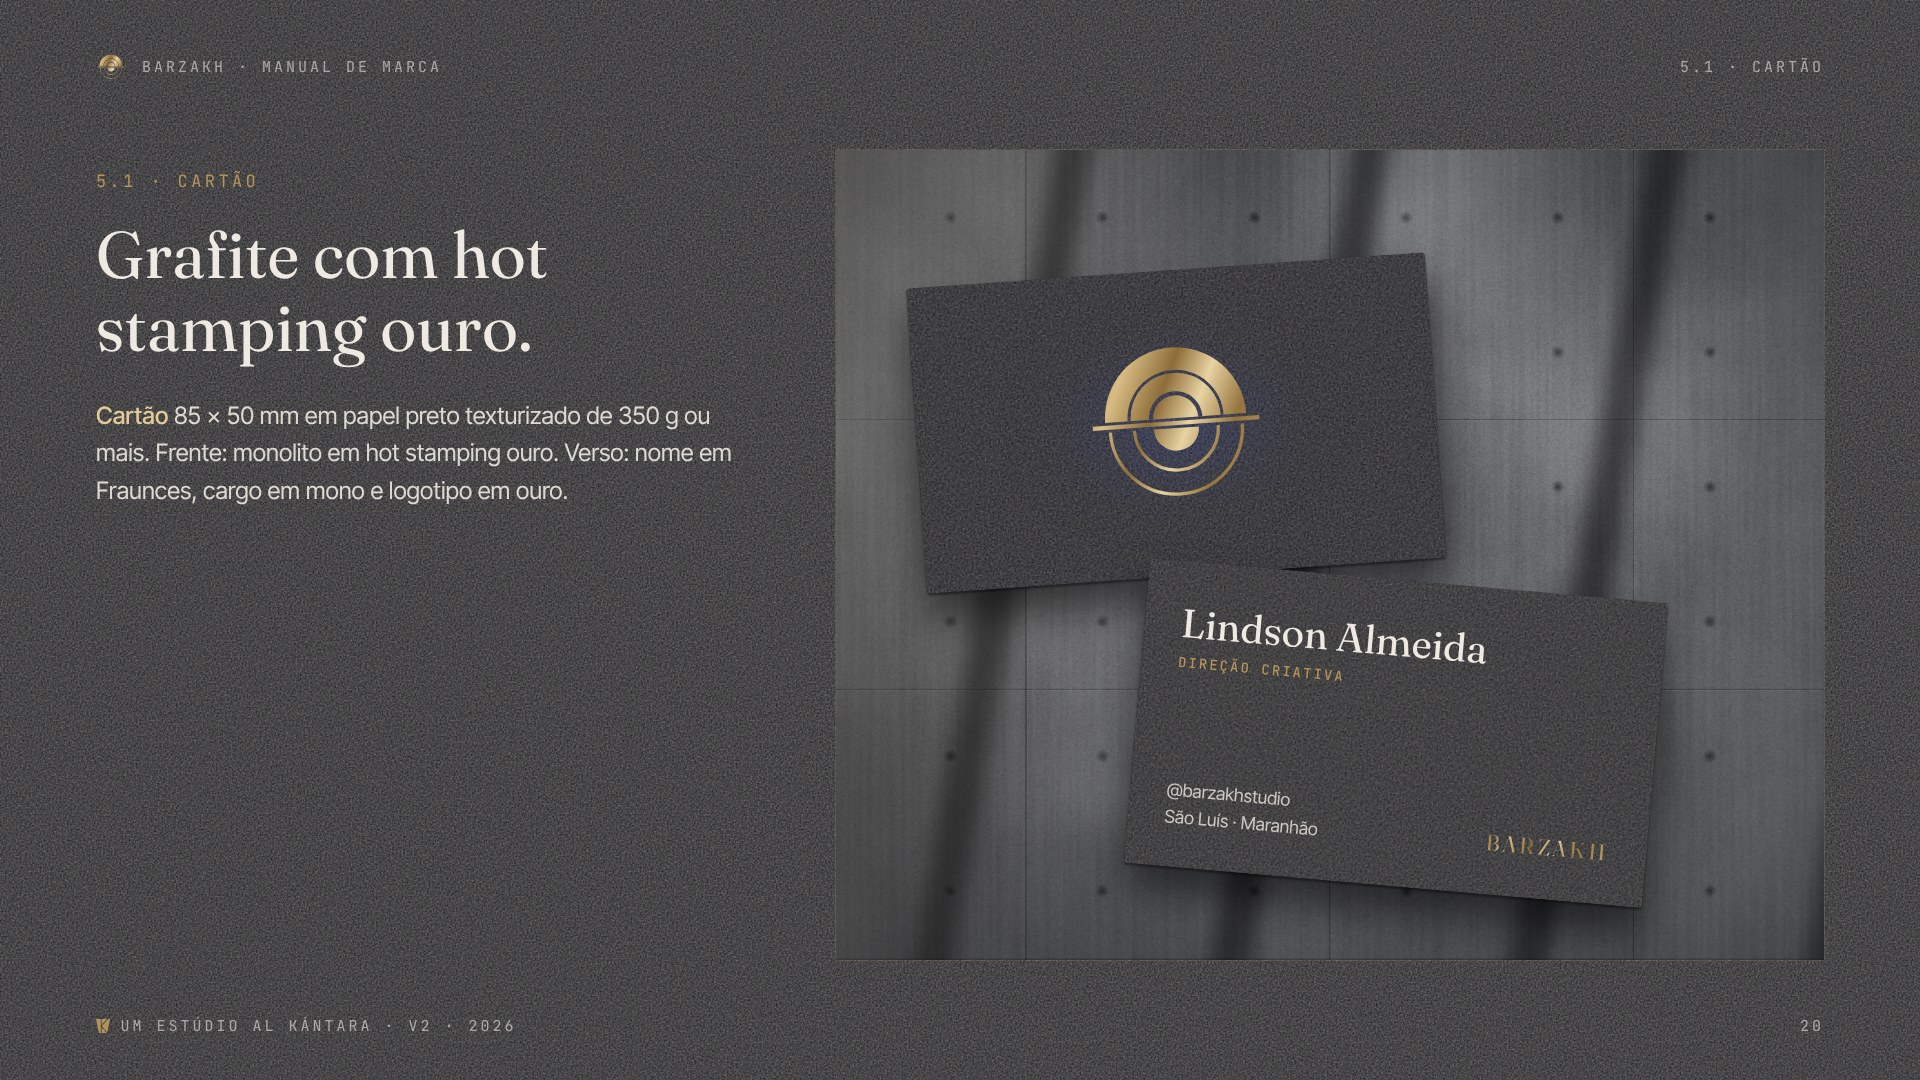 BARZAKH · MANUAL DE MARCA
5.1 · CARTÃO
5.1 · CARTÃO
Grafite com hot
stamping ouro.
Cartão 85 × 50 mm em papel preto texturizado de 350 g ou
mais. Frente: monolito em hot stamping ouro. Verso: nome em
Fraunces, cargo em mono e logotipo em ouro.
Lindson Almeida
DIREÇÃO CRIATIVA
@barzakhstudio
São Luís · Maranhão
BARZAKH
UM ESTÚDIO AL KÁNTARA · V2 · 2026
20